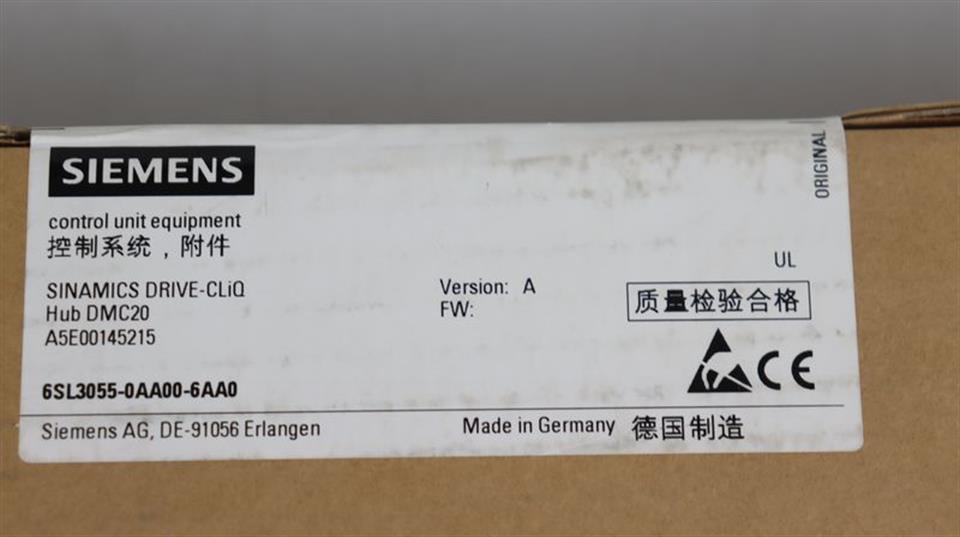 SIEMENS
ORIGINAL
control unit equipment
控制系统，附件
UL
SINAMICS DRIVE-CLiQ
Hub DMC20
A5E00145215
Version: A
FW:
质量检验合格
CE
6SL3055-0AA00-6AA0
Siemens AG, DE-91056 Erlangen
Made in Germany 德国制造